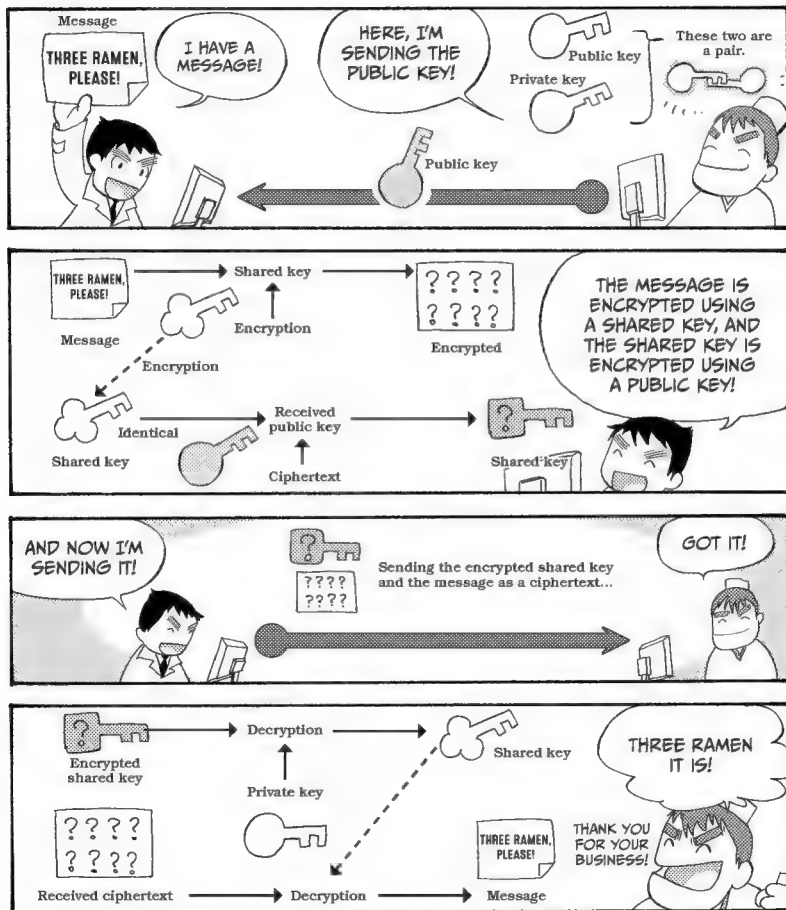 Message
THREE RAMEN,
PLEASE!
I HAVE A
MESSAGE!
HERE, I'M
SENDING THE
PUBLIC KEY!
Public key
Private key
These two are
a pair.
Public key
THREE RAMEN,
PLEASE!
Message
Shared key
Encryption
????
????
Encrypted
Encryption
Shared key
Identical
Received
public key
Ciphertext
?
Shared key
THE MESSAGE IS
ENCRYPTED USING
A SHARED KEY, AND
THE SHARED KEY IS
ENCRYPTED USING
A PUBLIC KEY!
AND NOW I'M
SENDING IT!
?
????
????
Sending the encrypted shared key
and the message as a ciphertext...
GOT IT!
?
Encrypted
shared key
Decryption
Private key
Shared key
THREE RAMEN
IT IS!
????
????
Received ciphertext
Decryption
THREE RAMEN,
PLEASE!
Message
THANK YOU
FOR YOUR
BUSINESS!